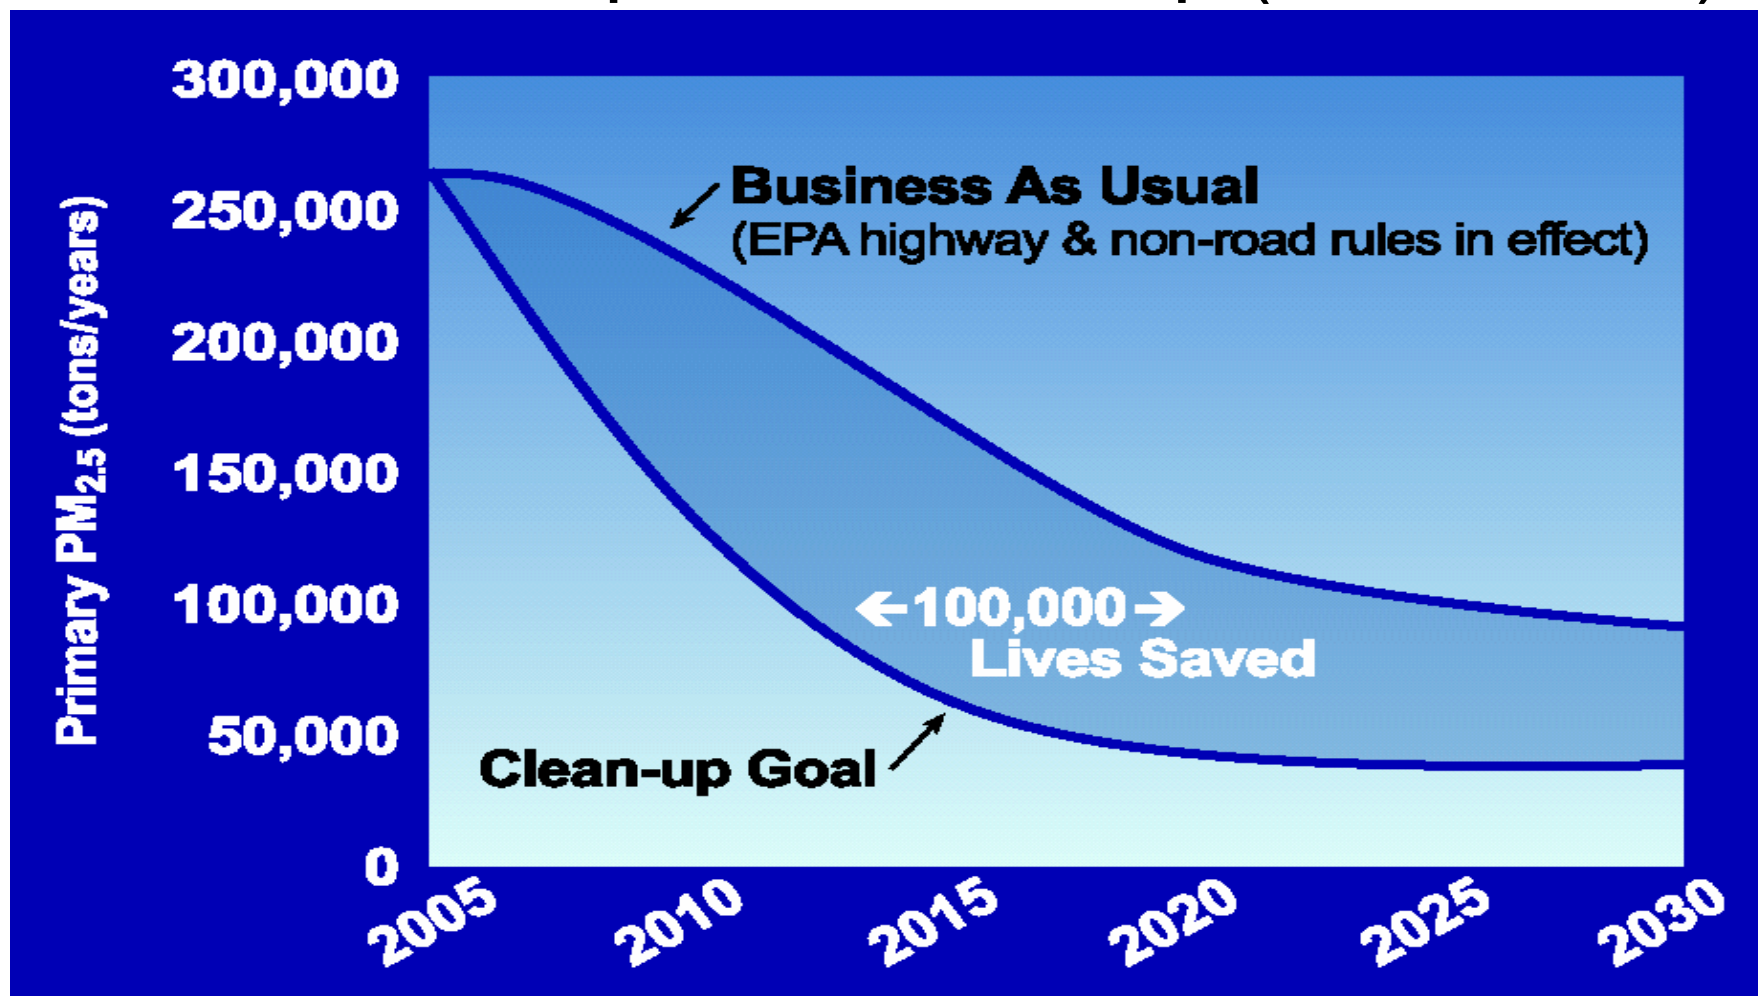 300,000
250,000
200,000
150,000
100,000
50,000
0
Primary PM2.5 (tons/years)
Business As Usual
(EPA highway & non-road rules in effect)
100,000
Lives Saved
Clean-up Goal
2005
2010
2015
2020
2025
2030